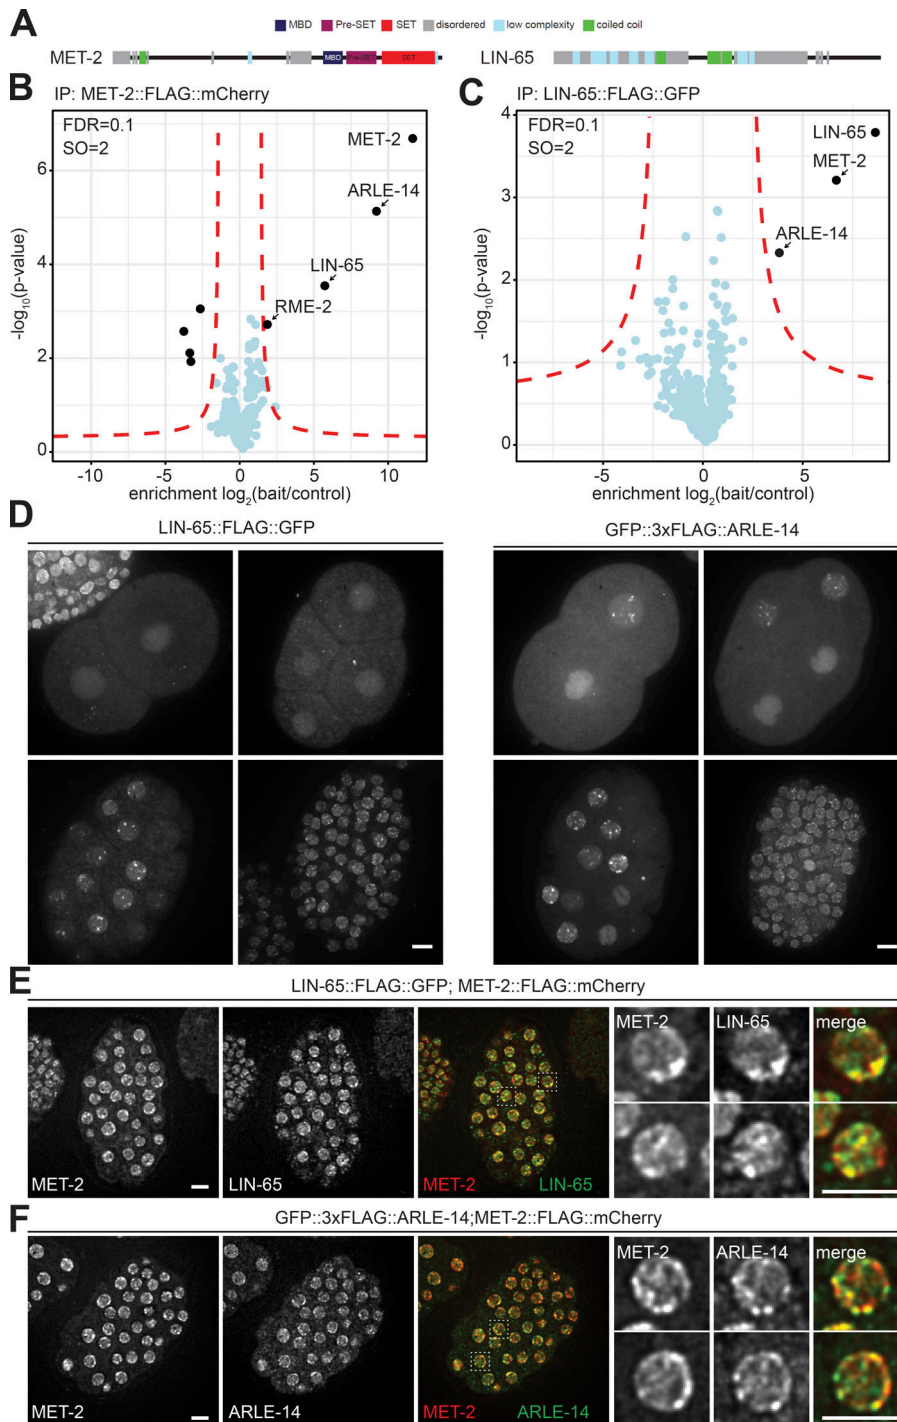 A
MBD Pre-SET SET disordered low complexity coiled coil
MET-2 MBD Pre-SET SET
LIN-65
B
IP: MET-2::FLAG::mCherry
FDR=0.1
SO=2
MET-2
ARLE-14
LIN-65
RME-2
-log10(p-value)
6
4
2
0
-10 -5 0 5 10
enrichment log2(bait/control)
C
IP: LIN-65::FLAG::GFP
FDR=0.1
SO=2
LIN-65
MET-2
ARLE-14
-log10(p-value)
4
3
2
1
0
-5 0 5
enrichment log2(bait/control)
D
LIN-65::FLAG::GFP
GFP::3xFLAG::ARLE-14
E
LIN-65::FLAG::GFP; MET-2::FLAG::mCherry
MET-2 LIN-65 merge
MET-2 LIN-65 MET-2 LIN-65
F
GFP::3xFLAG::ARLE-14;MET-2::FLAG::mCherry
MET-2 ARLE-14 merge
MET-2 ARLE-14 MET-2 ARLE-14